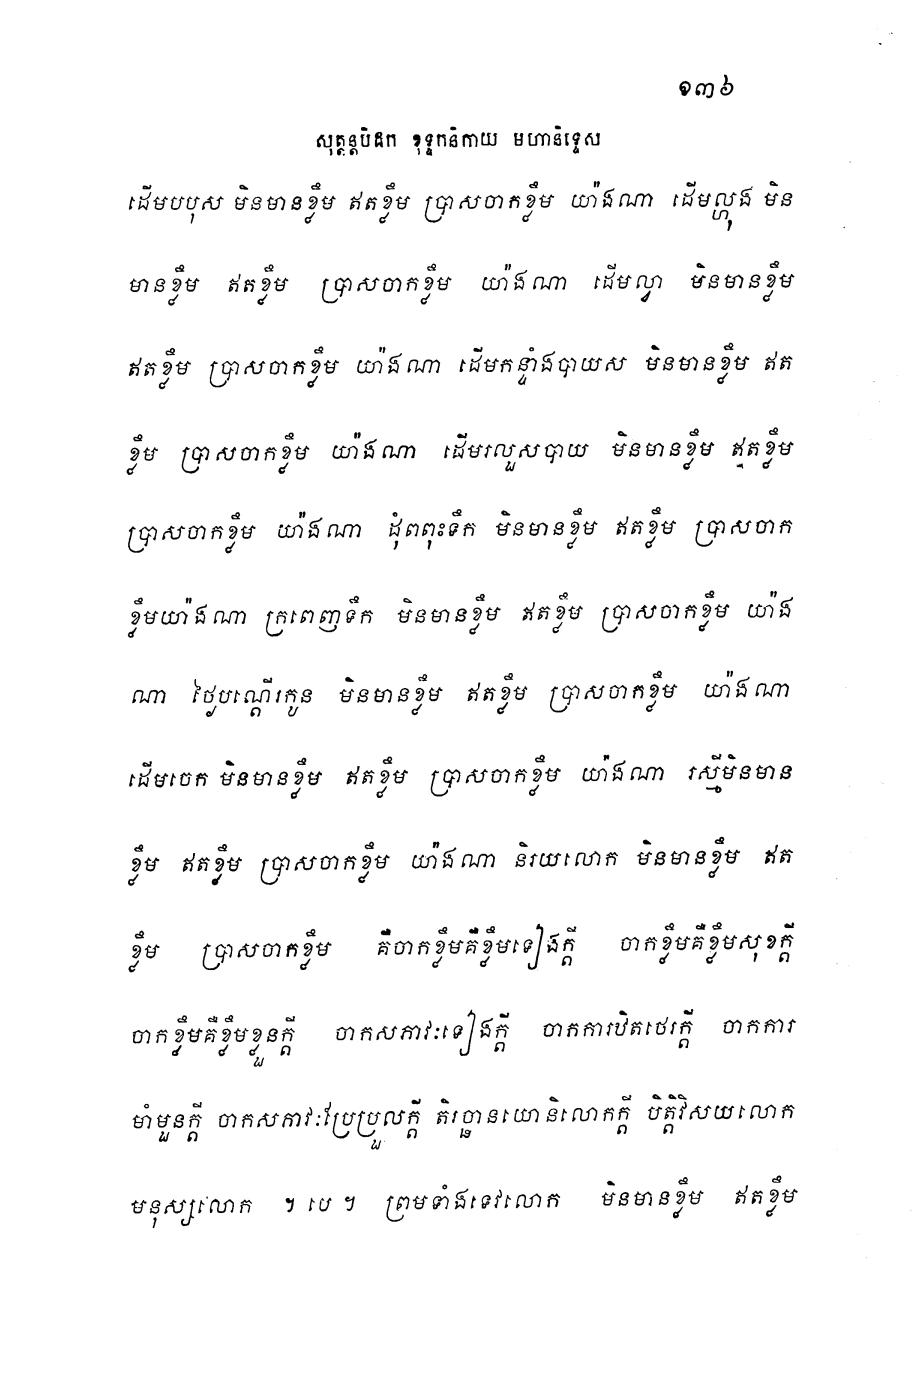 ១៣៦
សុត្តន្តបិដក ខុទ្ទកនិកាយ មហានិទ្ទេស
ដើមបបុស មិនមានខ្លឹម ឥតខ្លឹម ប្រាសចាកខ្លឹម យ៉ាងណា ដើមល្ហុង មិន
មានខ្លឹម ឥតខ្លឹម ប្រាសចាកខ្លឹម យ៉ាងណា ដើមល្វា មិនមានខ្លឹម
ឥតខ្លឹម ប្រាសចាកខ្លឹម យ៉ាងណា ដើមកន្ទាំងបាយស មិនមានខ្លឹម ឥត
ខ្លឹម ប្រាសចាកខ្លឹម យ៉ាងណា ដើមរលួសបាយ មិនមានខ្លឹម ឥតខ្លឹម
ប្រាសចាកខ្លឹម យ៉ាងណា ដុំពពុះទឹក មិនមានខ្លឹម ឥតខ្លឹម ប្រាសចាក
ខ្លឹមយ៉ាងណា ក្រពេញទឹក មិនមានខ្លឹម ឥតខ្លឹម ប្រាសចាកខ្លឹម យ៉ាង
ណា ថ្ងៃបណ្តើរកូន មិនមានខ្លឹម ឥតខ្លឹម ប្រាសចាកខ្លឹម យ៉ាងណា
ដើមចេក មិនមានខ្លឹម ឥតខ្លឹម ប្រាសចាកខ្លឹម យ៉ាងណា រស្មីមិនមាន
ខ្លឹម ឥតខ្លឹម ប្រាសចាកខ្លឹម យ៉ាងណា និរយលោក មិនមានខ្លឹម ឥត
ខ្លឹម ប្រាសចាកខ្លឹម គឺចាកខ្លឹមគឺខ្លឹមទៀងក្តី ចាកខ្លឹមគឺខ្លឹមសុខក្តី
ចាកខ្លឹមគឺខ្លឹមខ្លួនក្តី ចាកសភាវៈទៀងក្តី ចាកការឋិតថេរក្តី ចាកការ
មាំមួនក្តី ចាកសភាវៈប្រែប្រួលក្តី តិរច្ឆានយោនិលោកក្តី បិត្តិវិសយលោក
មនុស្សលោក ។ បេ ។ ព្រមទាំងទេវលោក មិនមានខ្លឹម ឥតខ្លឹម